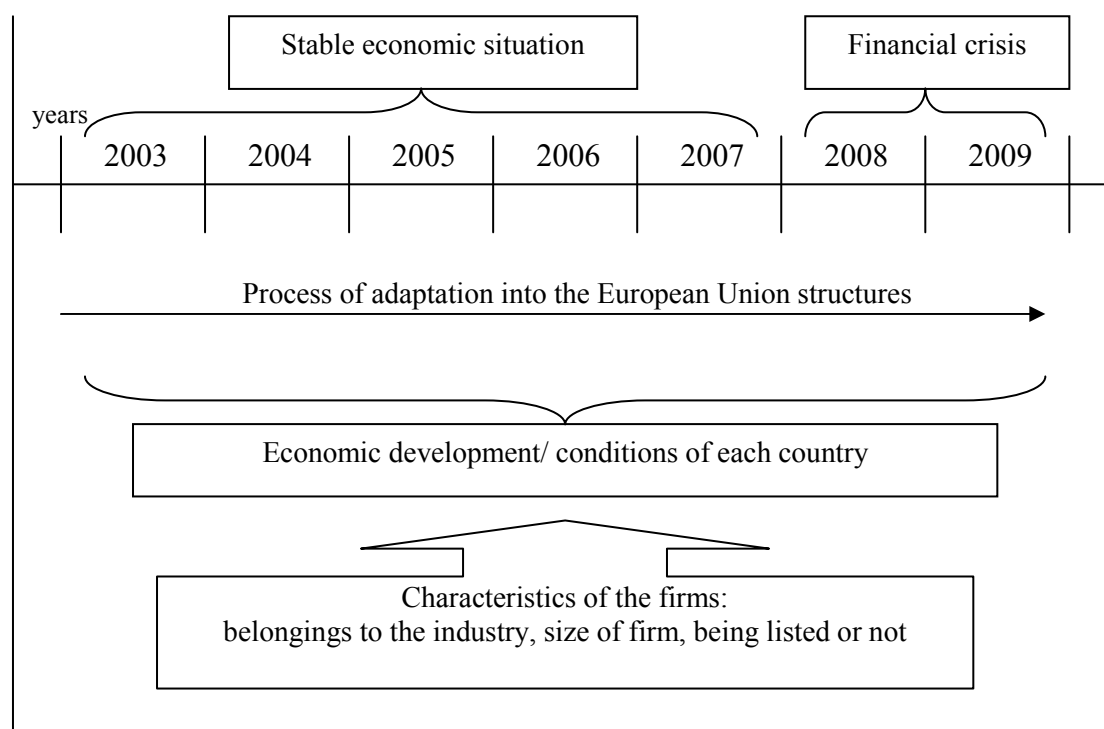 Stable economic situation
Financial crisis
years
2003 2004 2005 2006 2007 2008 2009
Process of adaptation into the European Union structures
Economic development/ conditions of each country
Characteristics of the firms:
belongings to the industry, size of firm, being listed or not